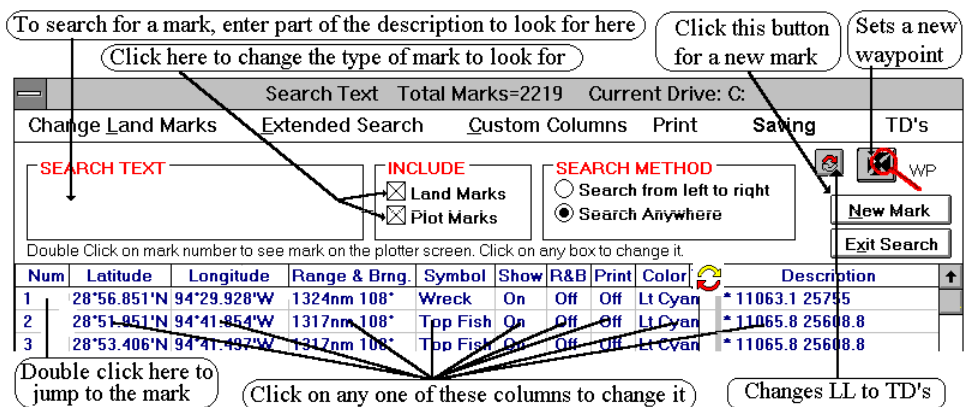 To search for a mark, enter part of the description to look for here
Click here to change the type of mark to look for
Click this button
for a new mark
Sets a new
waypoint
Search Text Total Marks=2219 Current Drive: C:
Change Land Marks Extended Search Custom Columns Print Saving TD's
SEARCH TEXT
INCLUDE
Land Marks
Plot Marks
SEARCH METHOD
Search from left to right
Search Anywhere
WP
New Mark
Exit Search
Double Click on mark number to see mark on the plotter screen. Click on any box to change it.
Num Latitude Longitude Range & Brng. Symbol Show R&B Print Color Description
1 28°56.851'N 94°29.928'W 1324nm 108° Wreck On Off Off Lt Cyan * 11063.1 25755
2 28°51.951'N 94°41.854'W 1317nm 108° Top Fish On Off Off Lt Cyan * 11065.8 25608.8
3 28°53.406'N 94°41.497'W 1317nm 108° Top Fish On Off Off Lt Cyan * 11065.8 25608.8
Double click here to
jump to the mark
Click on any one of these columns to change it
Changes LL to TD's